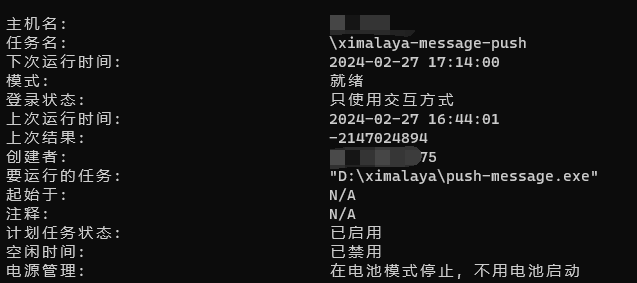 主机名:
任务名: \ximalaya-message-push
下次运行时间: 2024-02-27 17:14:00
模式: 就绪
登录状态: 只使用交互方式
上次运行时间: 2024-02-27 16:44:01
上次结果: -2147024894
创建者: 75
要运行的任务: "D:\ximalaya\push-message.exe"
起始于: N/A
注释: N/A
计划任务状态: 已启用
空闲时间: 已禁用
电源管理: 在电池模式停止, 不用电池启动